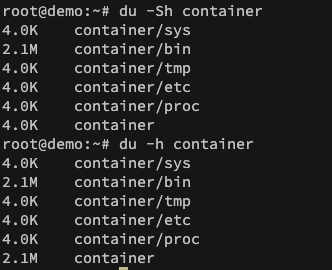 root@demo:~# du -Sh container
4.0K    container/sys
2.1M    container/bin
4.0K    container/tmp
4.0K    container/etc
4.0K    container/proc
4.0K    container
root@demo:~# du -h container
4.0K    container/sys
2.1M    container/bin
4.0K    container/tmp
4.0K    container/etc
4.0K    container/proc
2.1M    container